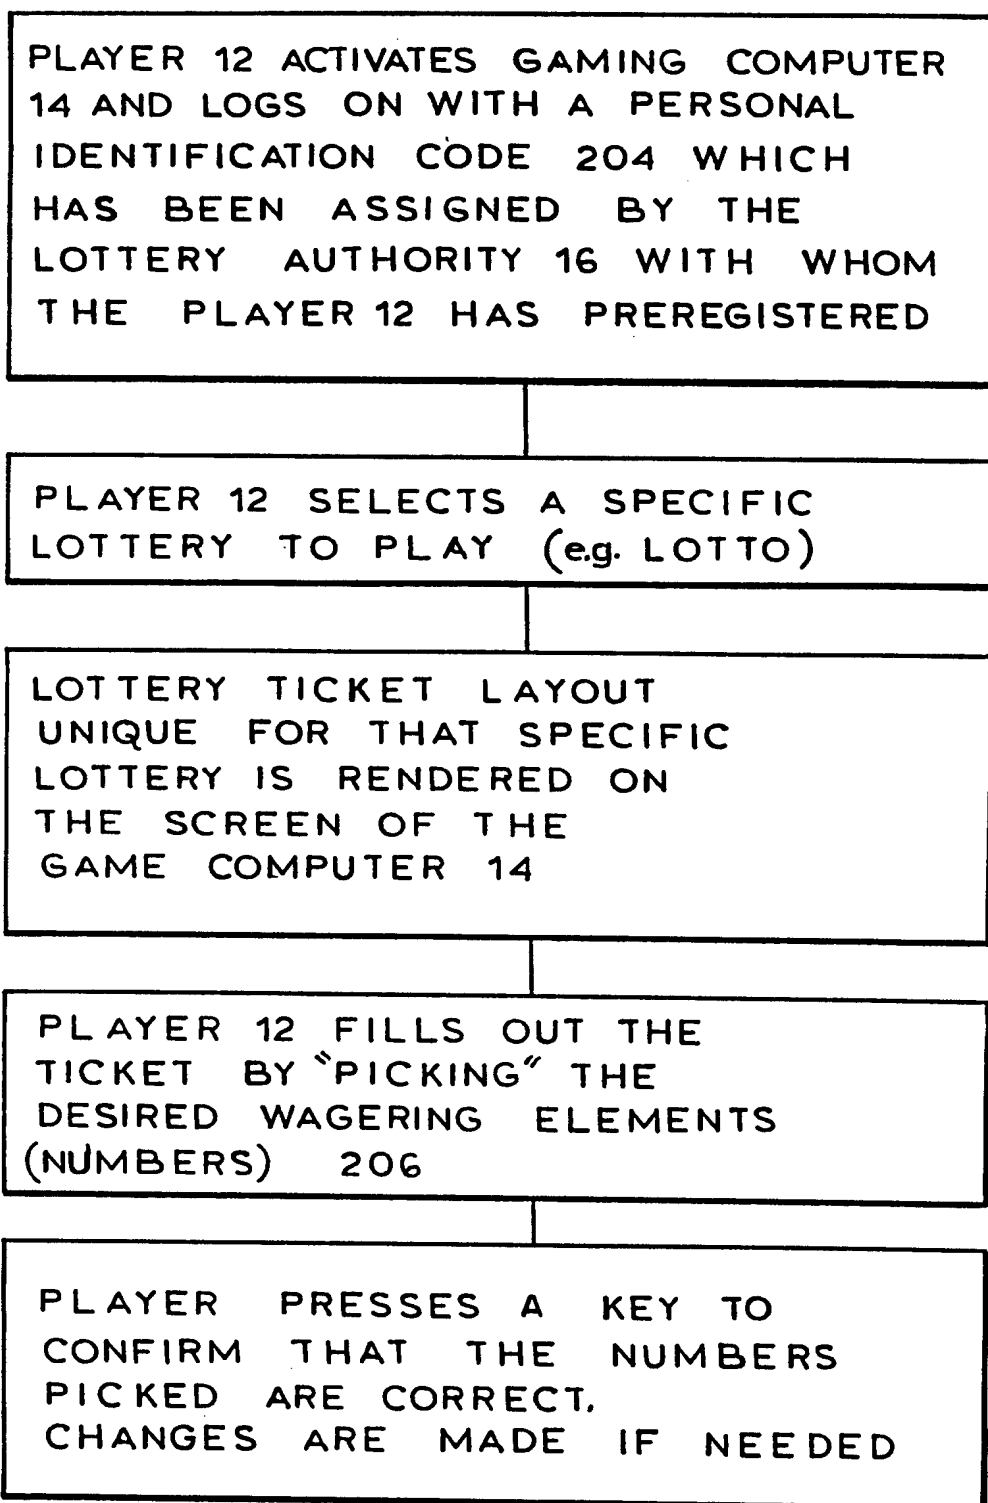 PLAYER 12 ACTIVATES GAMING COMPUTER
14 AND LOGS ON WITH A PERSONAL
IDENTIFICATION CODE 204 WHICH
HAS BEEN ASSIGNED BY THE
LOTTERY AUTHORITY 16 WITH WHOM
THE PLAYER 12 HAS PREREGISTERED
PLAYER 12 SELECTS A SPECIFIC
LOTTERY TO PLAY (e.g. LOTTO)
LOTTERY TICKET LAYOUT
UNIQUE FOR THAT SPECIFIC
LOTTERY IS RENDERED ON
THE SCREEN OF THE
GAME COMPUTER 14
PLAYER 12 FILLS OUT THE
TICKET BY "PICKING" THE
DESIRED WAGERING ELEMENTS
(NUMBERS) 206
PLAYER PRESSES A KEY TO
CONFIRM THAT THE NUMBERS
PICKED ARE CORRECT.
CHANGES ARE MADE IF NEEDED